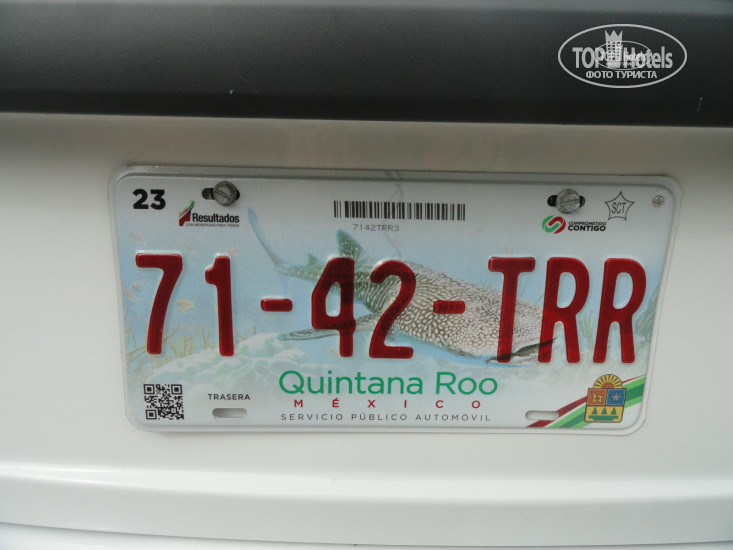 TOP Hotels
ФОТО ТУРИСТА
23
Resultados
7142TRR3
COMPROMETIDO
CONTIGO
SCT
71-42-TRR
Quintana Roo
TRASERA
MÉXICO
SERVICIO PÚBLICO AUTOMÓVIL